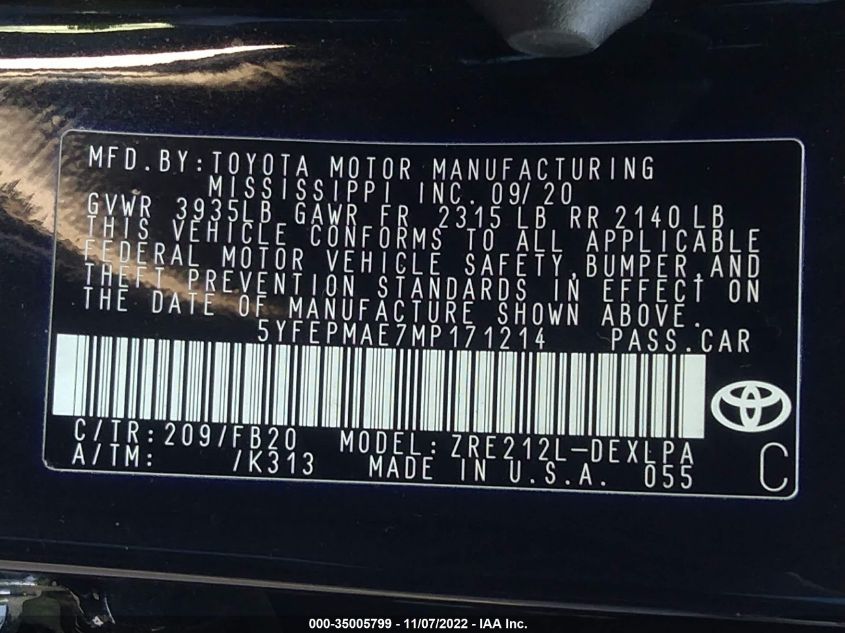 MFD.BY:TOYOTA MOTOR MANUFACTURING
MISSISSIPPI INC. 09/20
GVWR 3935LB GAWR FR 2315 LB RR 2140 LB
THIS VEHICLE CONFORMS TO ALL APPLICABLE
FEDERAL MOTOR VEHICLE SAFETY,BUMPER,AND
THEFT PREVENTION STANDARDS IN EFFECT ON
THE DATE OF MANUFACTURE SHOWN ABOVE.
5YFEPMAE7MP171214 PASS.CAR
C/TR:209/FB20 MODEL:ZRE212L-DEXLPA
A/TM: /K313 MADE IN U.S.A. 055 C
000-35005799 - 11/07/2022 - IAA Inc.